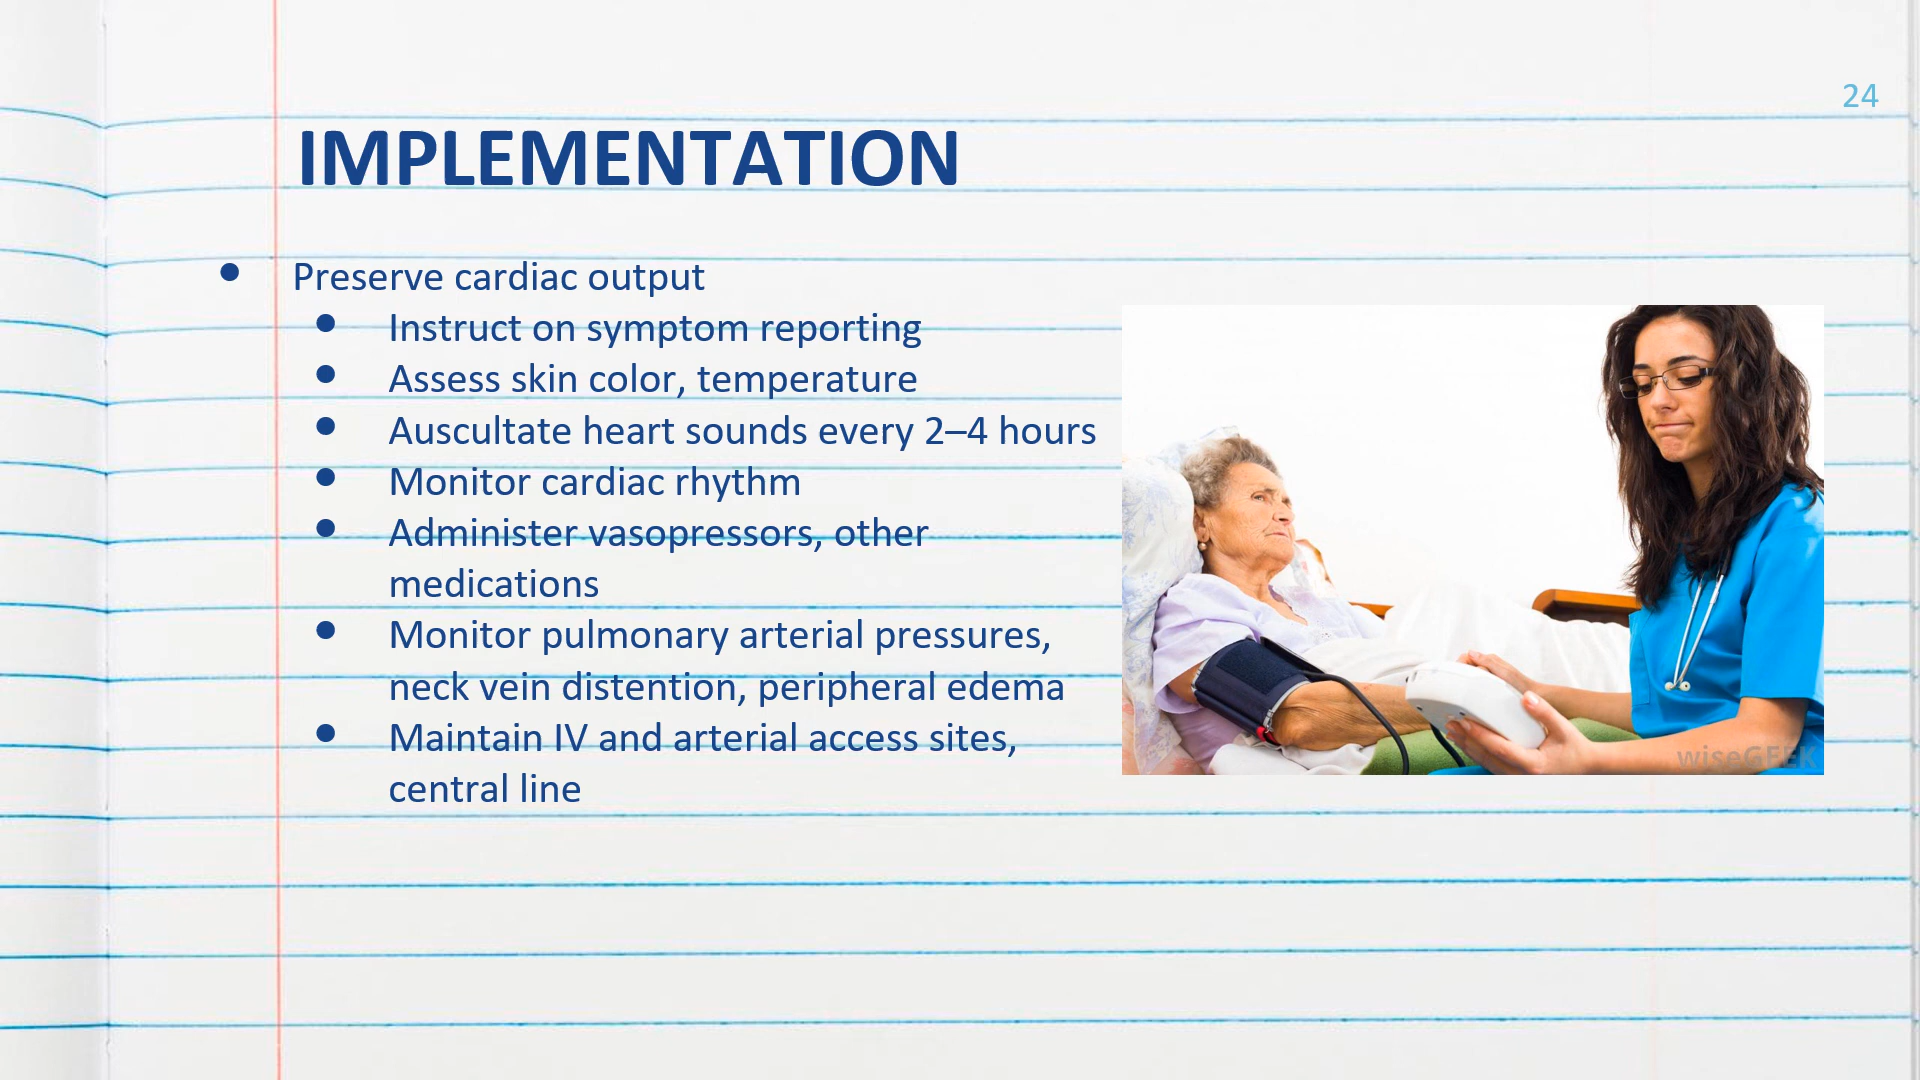 24
IMPLEMENTATION
● Preserve cardiac output
● Instruct on symptom reporting
● Assess skin color, temperature
● Auscultate heart sounds every 2–4 hours
● Monitor cardiac rhythm
● Administer vasopressors, other
medications
● Monitor pulmonary arterial pressures,
neck vein distention, peripheral edema
● Maintain IV and arterial access sites,
central line
wiseGEEK